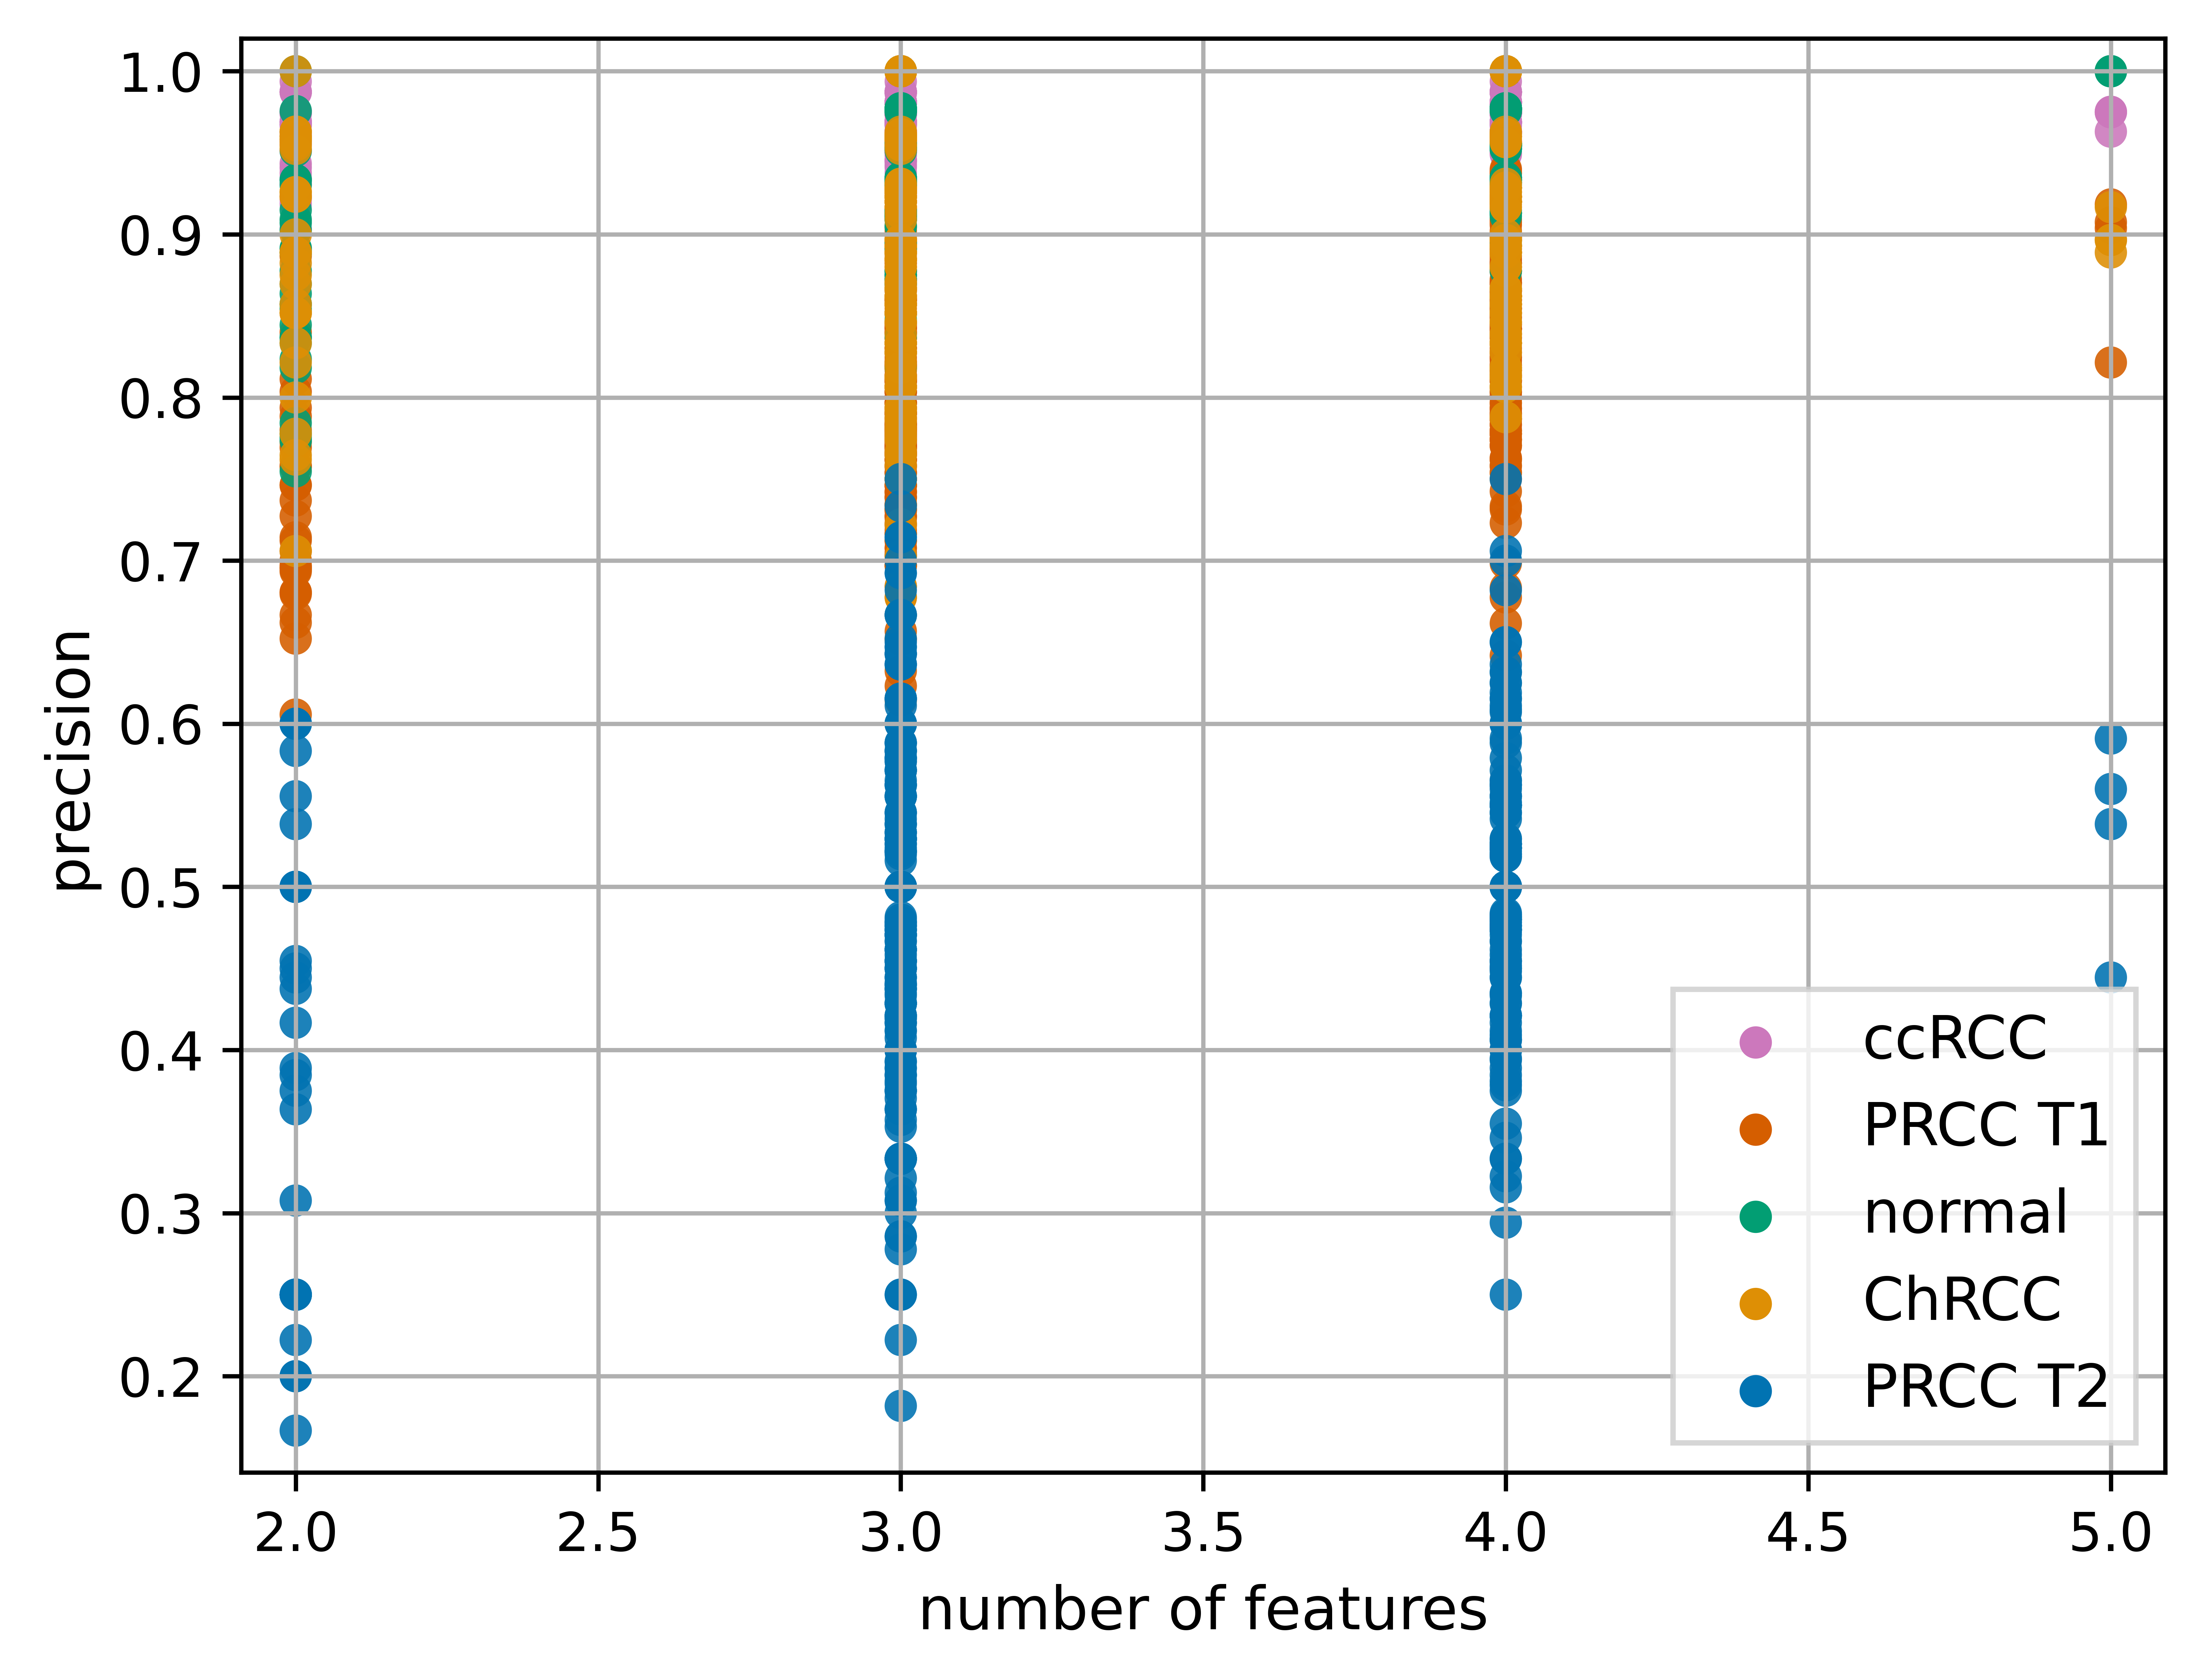 1.0
0.9
0.8
0.7
0.6
0.5
0.4
0.3
0.2
precision
2.0 2.5 3.0 3.5 4.0 4.5 5.0
number of features
ccRCC
PRCC T1
normal
ChRCC
PRCC T2